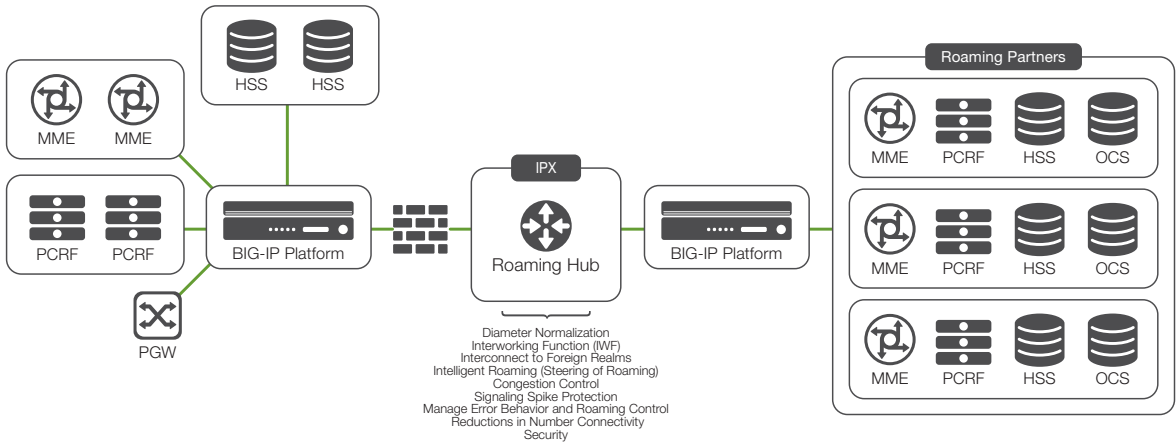 HSS HSS
MME MME
PCRF PCRF
PGW
BIG-IP Platform
IPX
Roaming Hub
Diameter Normalization
Interworking Function (IWF)
Interconnect to Foreign Realms
Intelligent Roaming (Steering of Roaming)
Congestion Control
Signaling Spike Protection
Manage Error Behavior and Roaming Control
Reductions in Number Connectivity
Security
BIG-IP Platform
Roaming Partners
MME PCRF HSS OCS
MME PCRF HSS OCS
MME PCRF HSS OCS